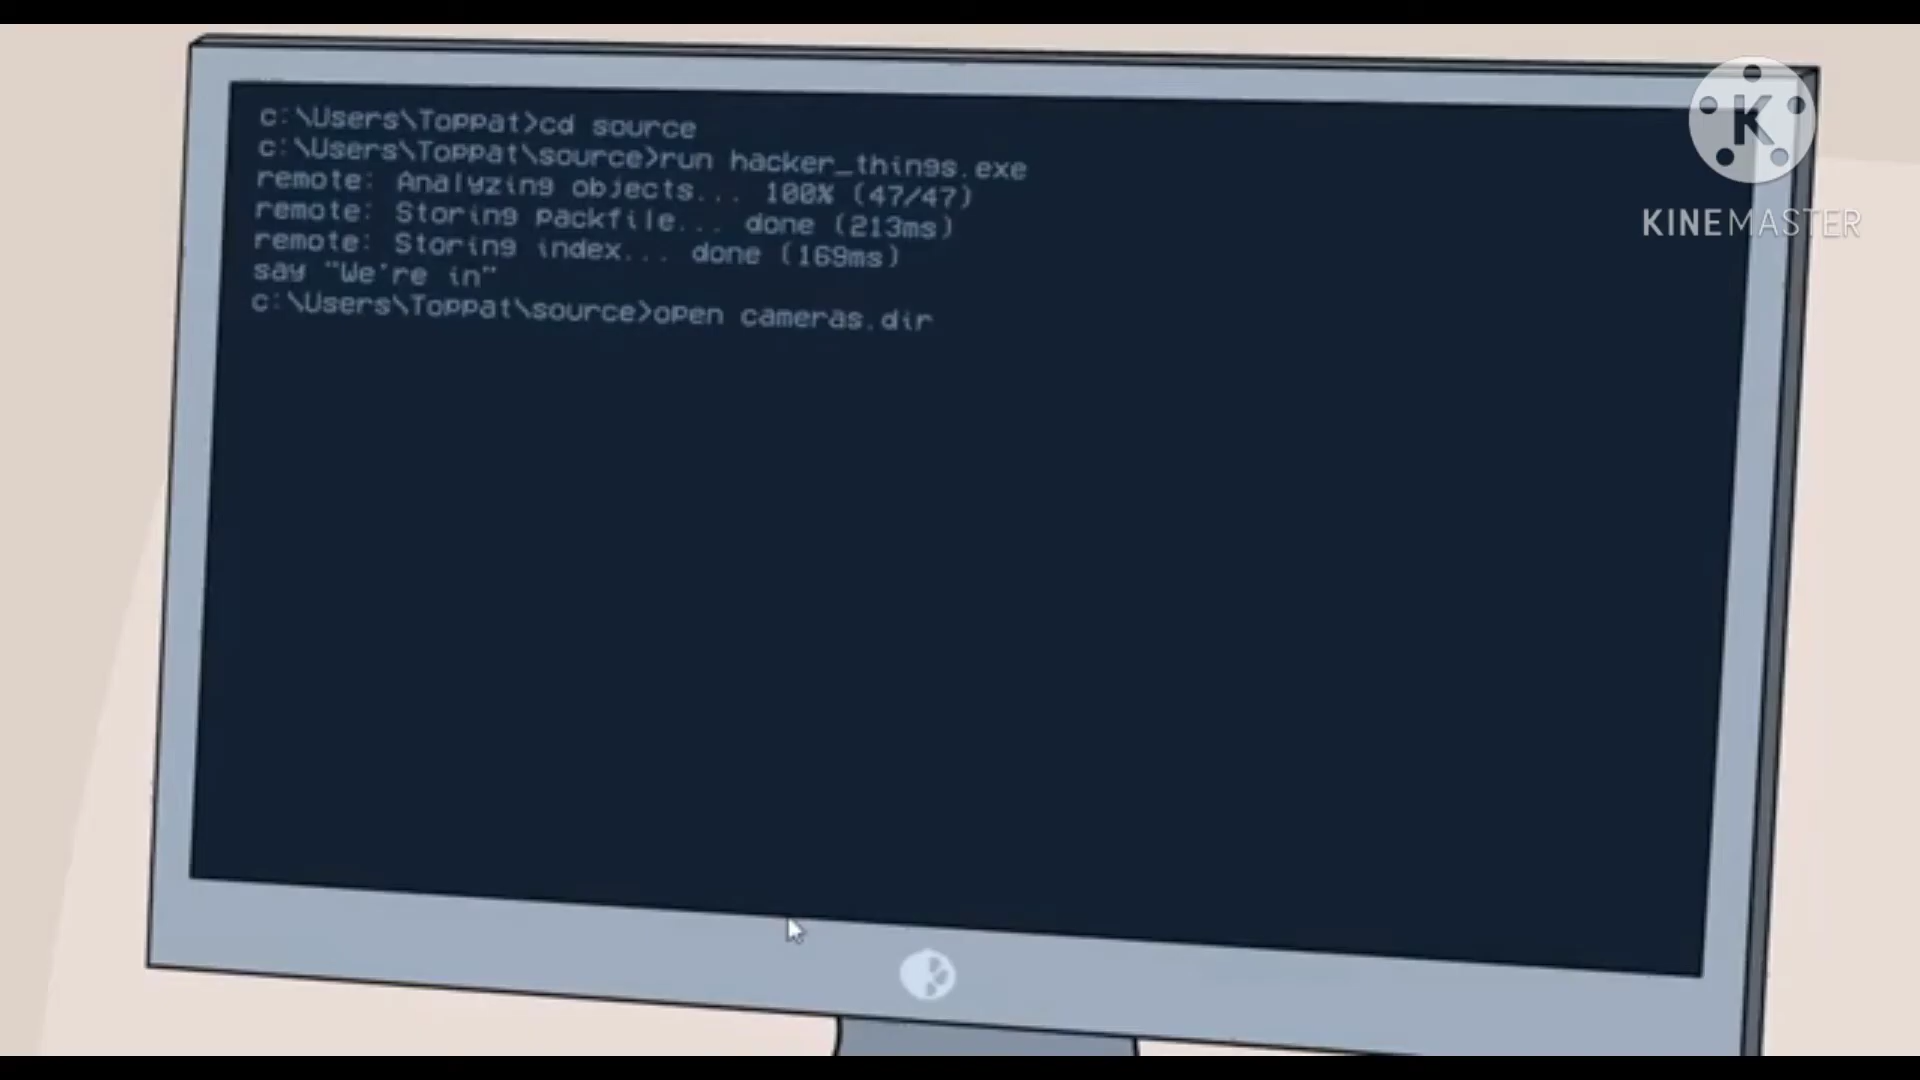 c:\Users\Toppat>cd source
c:\Users\Toppat\source>run hacker_things.exe
remote: Analyzing objects... 100% (47/47)
remote: Storing packfile... done (213ms)
remote: Storing index... done (169ms)
say "We're in"
c:\Users\Toppat\source>open cameras.dir
K
KINEMASTER